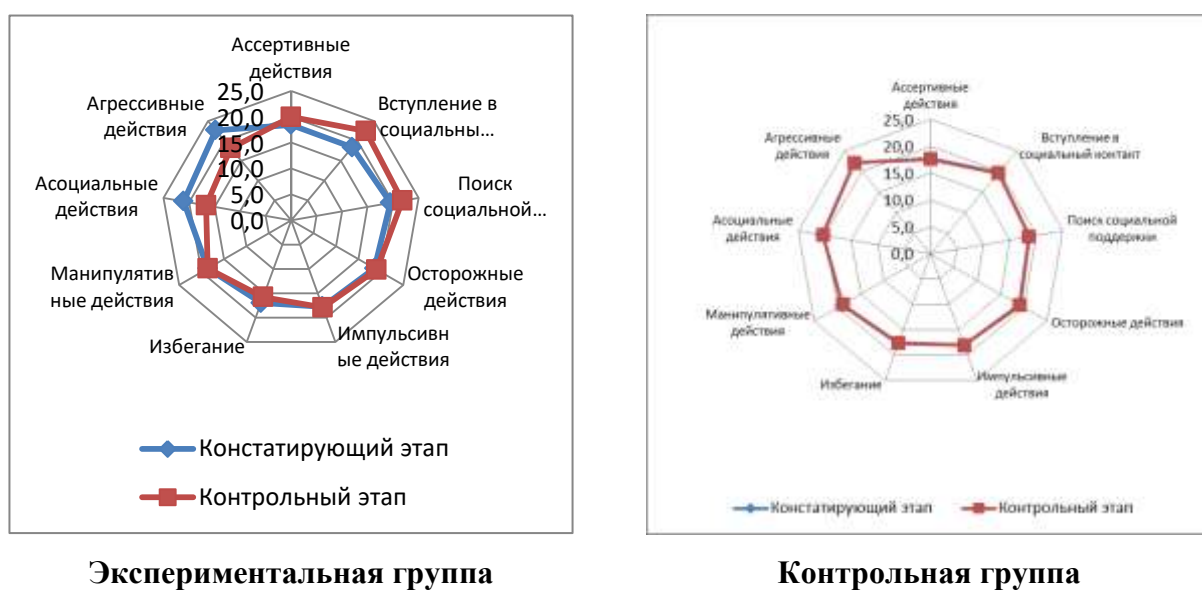 Ассертивные
действия
Вступление в
социальны...
Поиск
социальной...
Осторожные
действия
Импульсивн
ые действия
Избегание
Манипулятив
ные действия
Асоциальные
действия
Агрессивные
действия
25,0
20,0
15,0
10,0
5,0
0,0
Констатирующий этап
Контрольный этап
Экспериментальная группа
Ассертивные
действия
Вступление в
социальный контакт
Поиск социальной
поддержки
Осторожные действия
Импульсивные
действия
Избегание
Манипулятивные
действия
Асоциальные
действия
Агрессивные
действия
25,0
20,0
15,0
10,0
5,0
0,0
Констатирующий этап
Контрольный этап
Контрольная группа